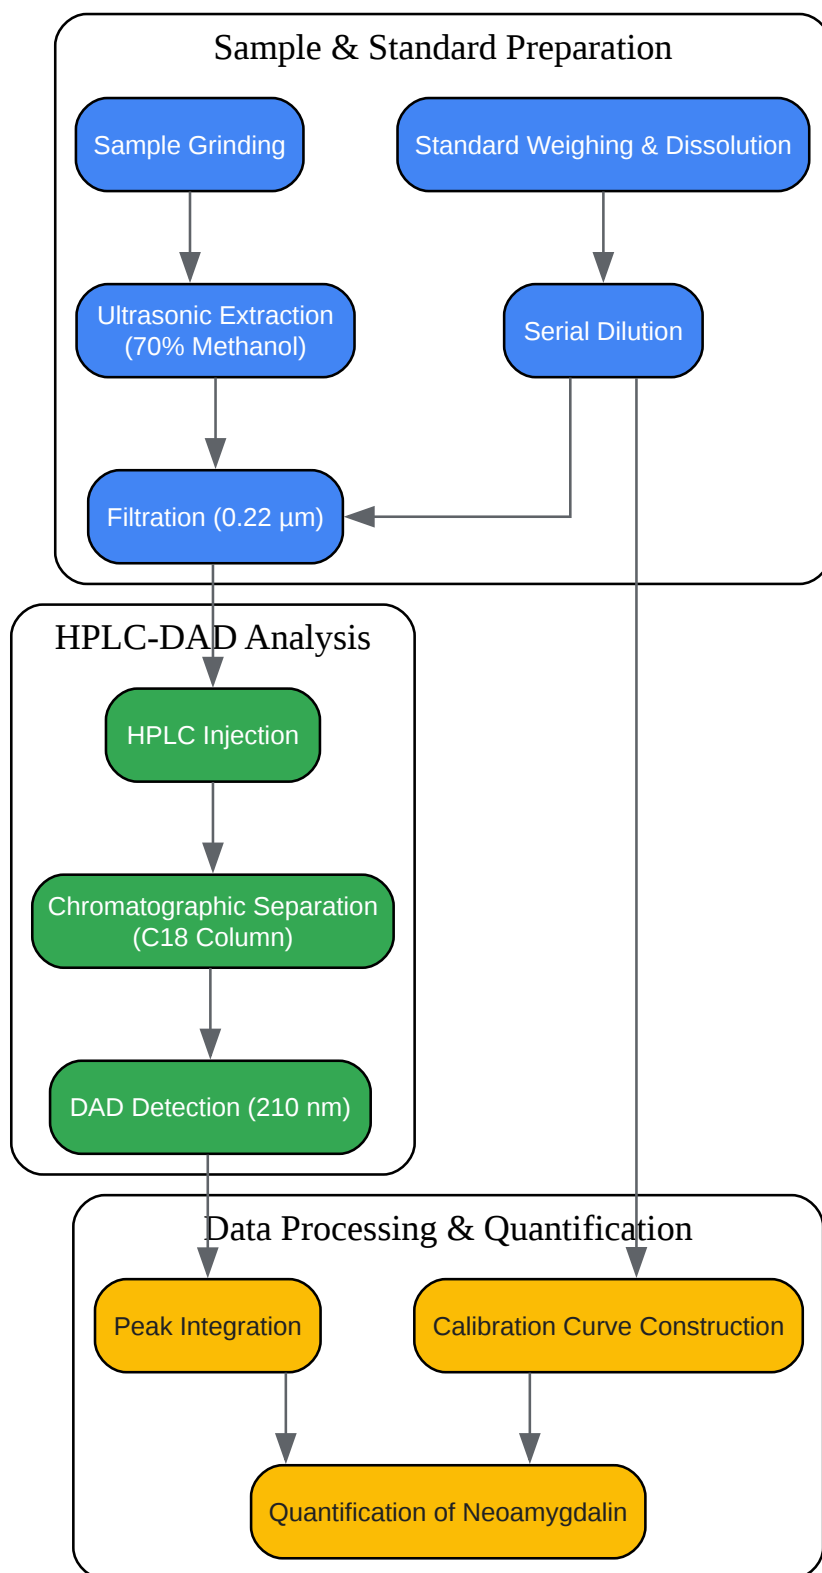 Sample & Standard Preparation
Sample Grinding
Standard Weighing & Dissolution
Ultrasonic Extraction
(70% Methanol)
Serial Dilution
Filtration (0.22 µm)
HPLC-DAD Analysis
HPLC Injection
Chromatographic Separation
(C18 Column)
DAD Detection (210 nm)
Data Processing & Quantification
Peak Integration
Calibration Curve Construction
Quantification of Neoamygdalin